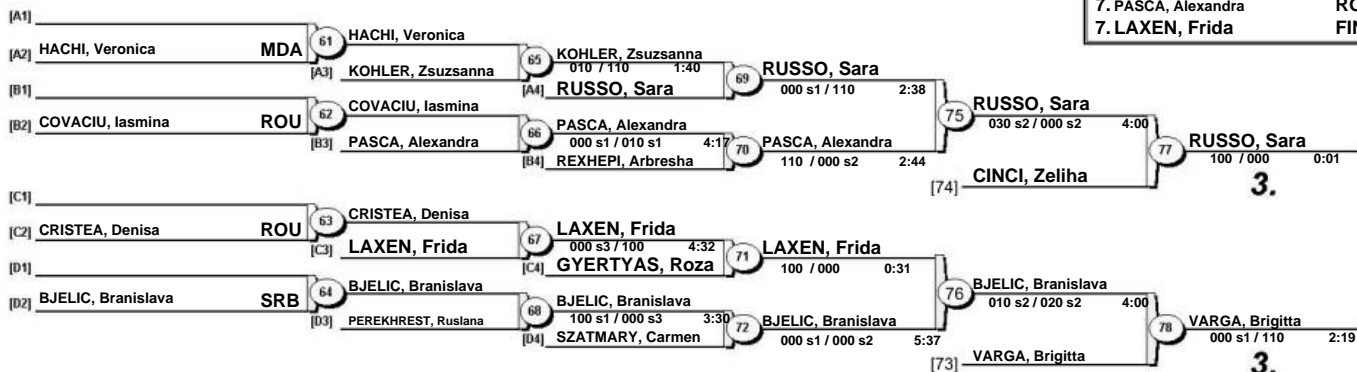 7. PASCA, Alexandra RO
7. LAXEN, Frida FIN
[A1]
[A2] HACHI, Veronica MDA
61
HACHI, Veronica
[A3] KOHLER, Zsuzsanna
65
KOHLER, Zsuzsanna
010 / 110 1:40
[A4] RUSSO, Sara
69
RUSSO, Sara
000 s1 / 110 2:38
[B1]
[B2] COVACIU, Iasmina ROU
62
COVACIU, Iasmina
[B3] PASCA, Alexandra
66
PASCA, Alexandra
000 s1 / 010 s1 4:17
[B4] REXHEPI, Arbresha
70
PASCA, Alexandra
110 / 000 s2 2:44
75
RUSSO, Sara
030 s2 / 000 s2 4:00
[74] CINCI, Zeliha
77
RUSSO, Sara
100 / 000 0:01
3.
[C1]
[C2] CRISTEA, Denisa ROU
63
CRISTEA, Denisa
[C3] LAXEN, Frida
67
LAXEN, Frida
000 s3 / 100 4:32
[C4] GYERTYAS, Roza
71
LAXEN, Frida
100 / 000 0:31
[D1]
[D2] BJELIC, Branislava SRB
64
BJELIC, Branislava
[D3] PEREKHREST, Ruslana
68
BJELIC, Branislava
100 s1 / 000 s3 3:30
[D4] SZATMARY, Carmen
72
BJELIC, Branislava
000 s1 / 000 s2 5:37
76
BJELIC, Branislava
010 s2 / 020 s2 4:00
[73] VARGA, Brigitta
78
VARGA, Brigitta
000 s1 / 110 2:19
3.